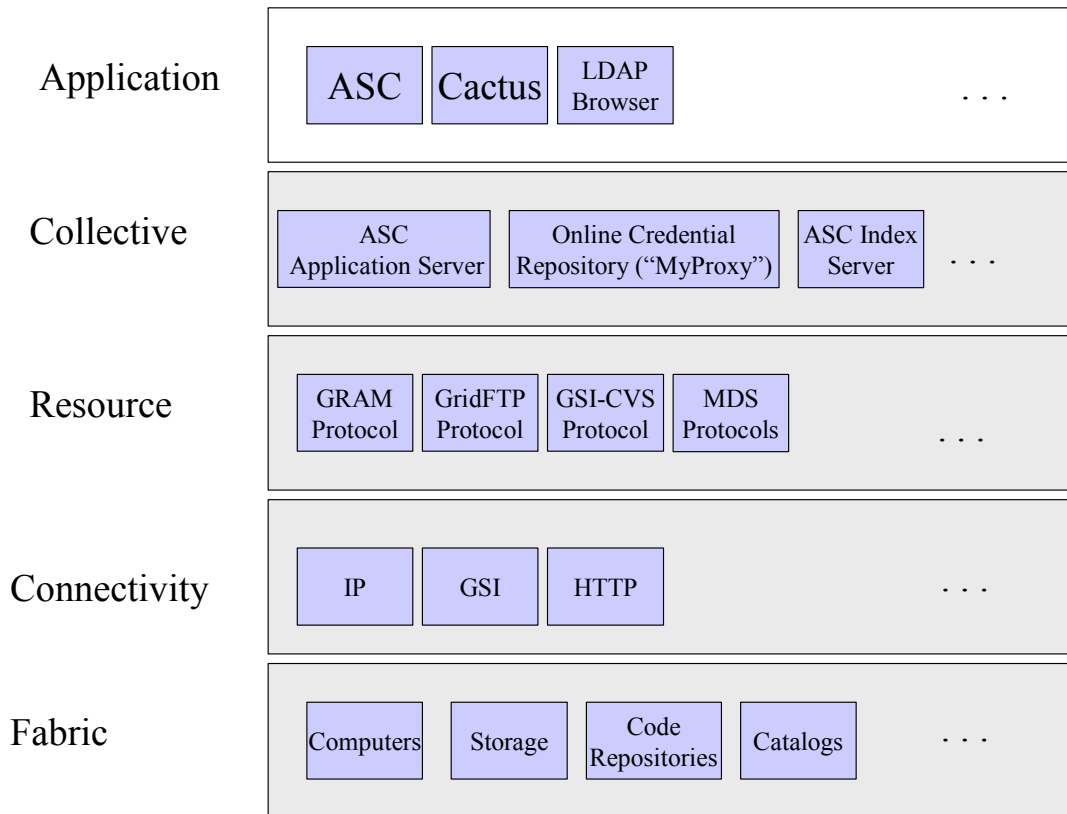 Application
ASC
Cactus
LDAP
Browser
. . .
Collective
ASC
Application Server
Online Credential
Repository (“MyProxy”)
ASC Index
Server
. . .
Resource
GRAM
Protocol
GridFTP
Protocol
GSI-CVS
Protocol
MDS
Protocols
. . .
Connectivity
IP
GSI
HTTP
. . .
Fabric
Computers
Storage
Code
Repositories
Catalogs
. . .